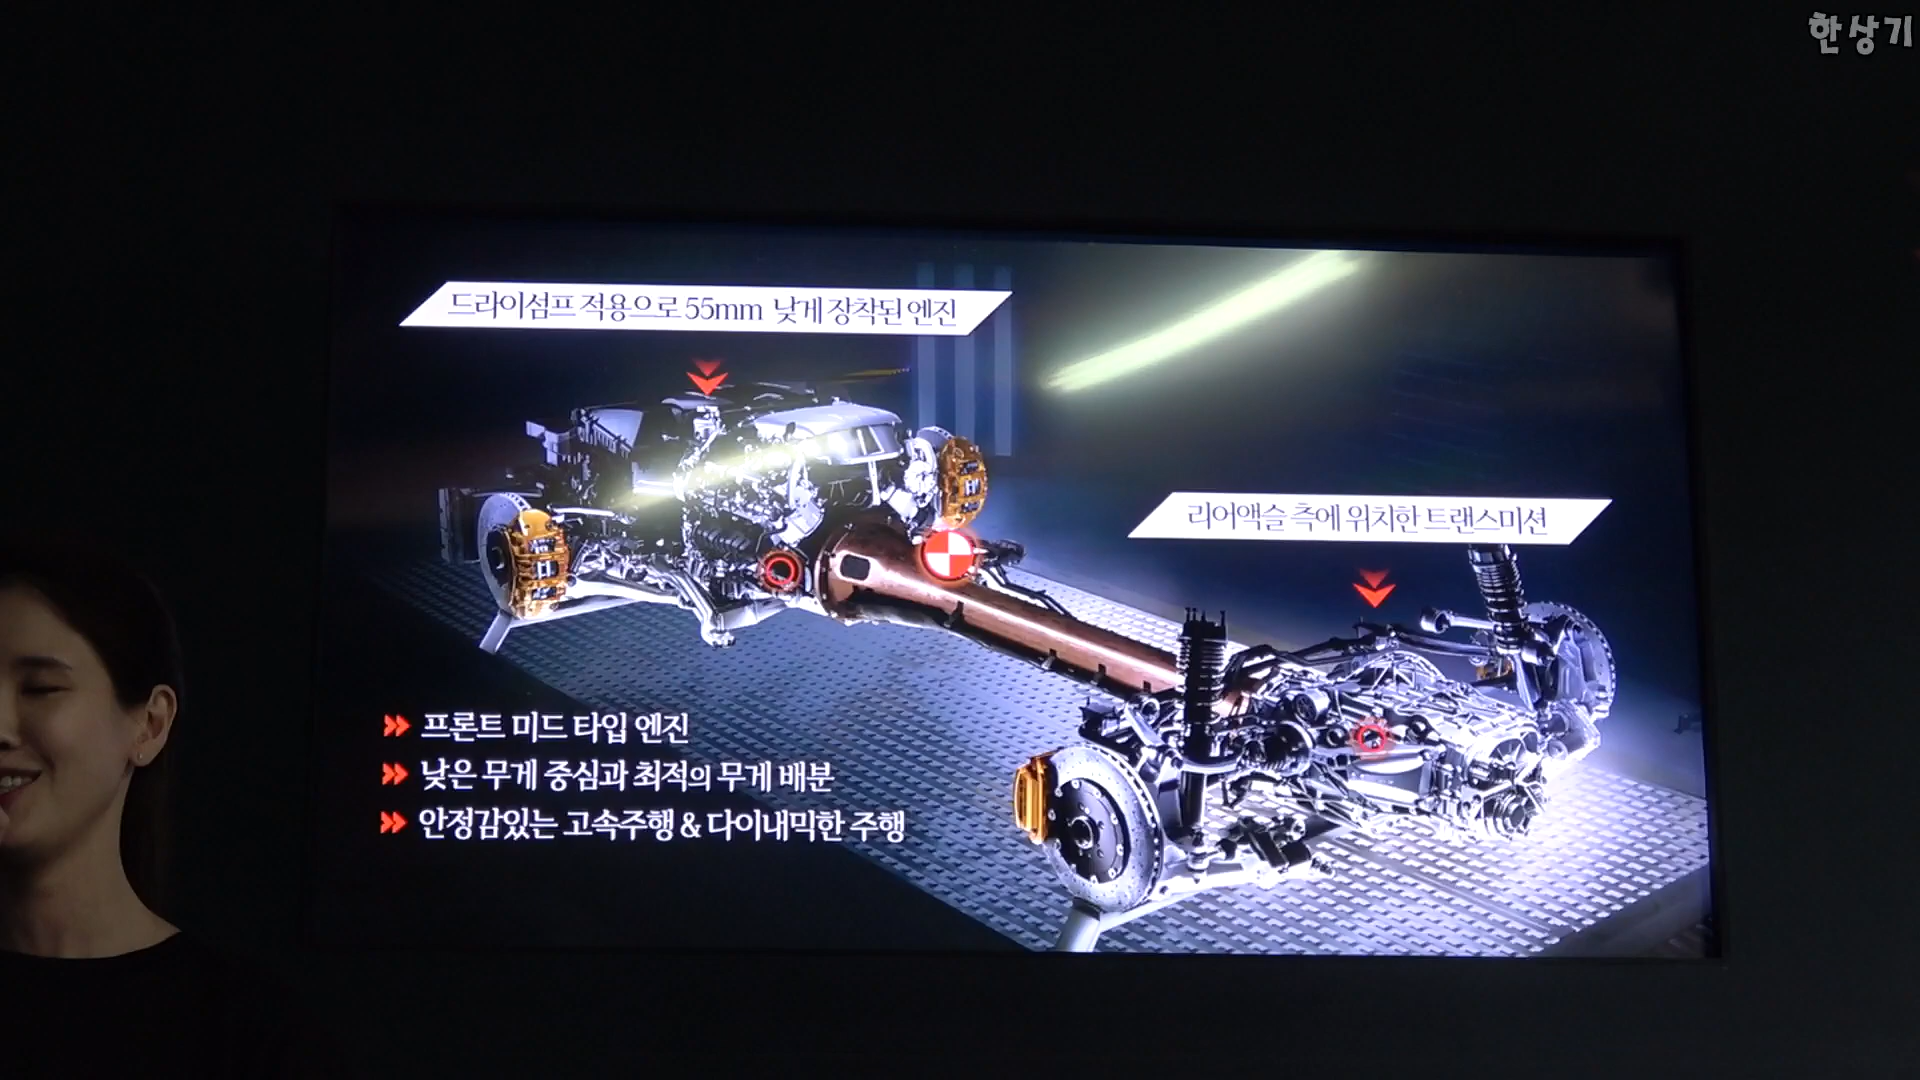 한상기
드라이섬프 적용으로 55mm 낮게 장착된 엔진
리어액슬 측에 위치한 트랜스미션
프론트 미드 타입 엔진
낮은 무게 중심과 최적의 무게 배분
안정감있는 고속주행 & 다이내믹한 주행